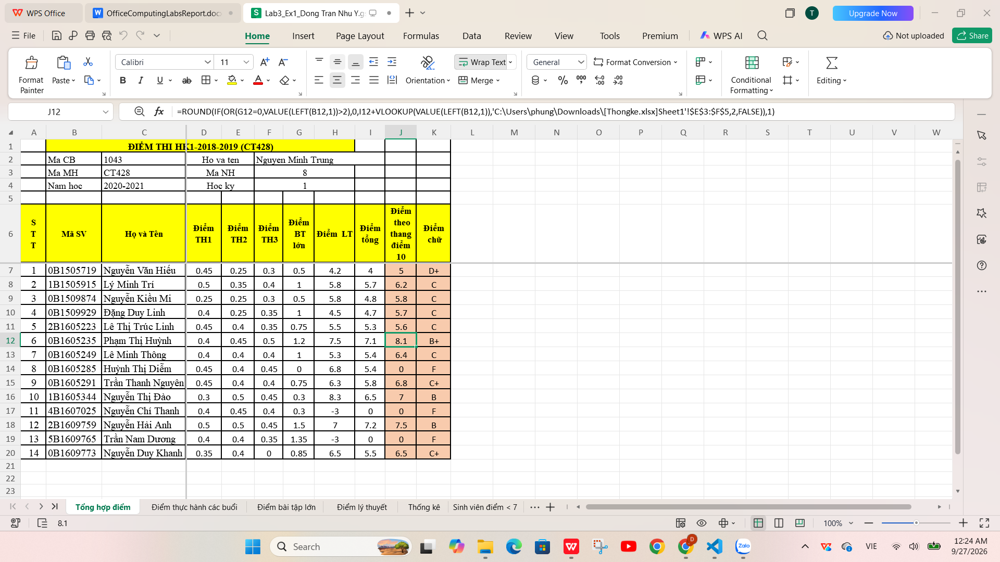 WPS Office
OfficeComputingLabsReport.docx
Lab3_Ex1_Dong Tran Nhu Y.g
Upgrade Now
File
Home Insert Page Layout Formulas Data Review View Tools Premium WPS AI
Not uploaded
Share
Format Painter
Paste
Calibri 11
Orientation
Wrap Text
Merge
General
Format Conversion
Conditional Formatting
Editing
J12
=ROUND(IF(OR(G12=0,VALUE(LEFT(B12,1))>2),0,I12+VLOOKUP(VALUE(LEFT(B12,1)),'C:\Users\phung\Downloads\[Thongke.xlsx]Sheet1'!$E$3:$F$5,2,FALSE)),1)
A B C D E F G H I J K L M N O P Q R S T U V W
1 ĐIỂM THI HK1-2018-2019 (CT428)
2 Ma CB 1043 Ho va ten Nguyen Minh Trung
3 Ma MH CT428 Ma NH 8
4 Nam hoc 2020-2021 Hoc ky 1
5
6 S T T Mã SV Họ và Tên Điểm TH1 Điểm TH2 Điểm TH3 Điểm BT lớn Điểm LT Điểm tổng Điểm theo thang điểm 10 Điểm chữ
7 1 0B1505719 Nguyễn Văn Hiếu 0.45 0.25 0.3 0.5 4.2 4 5 D+
8 2 1B1505915 Lý Minh Trí 0.5 0.35 0.4 1 5.8 5.7 6.2 C
9 3 0B1509874 Nguyễn Kiều Mi 0.25 0.25 0.3 0.5 5.8 4.8 5.8 C
10 4 0B1509929 Đặng Duy Linh 0.4 0.25 0.35 1 4.5 4.7 5.7 C
11 5 2B1605223 Lê Thị Trúc Linh 0.45 0.4 0.35 0.75 5.5 5.3 5.6 C
12 6 0B1605235 Phạm Thị Huỳnh 0.4 0.45 0.5 1.2 7.5 7.1 8.1 B+
13 7 0B1605249 Lê Minh Thông 0.4 0.4 0.4 1 5.3 5.4 6.4 C
14 8 0B1605285 Huỳnh Thị Diễm 0.45 0.4 0.45 0 6.8 5.4 0 F
15 9 0B1605291 Trần Thanh Nguyên 0.45 0.4 0.4 0.75 6.3 5.8 6.8 C+
16 10 1B1605344 Nguyễn Thị Đào 0.3 0.5 0.45 0.3 8.3 6.5 7 B
17 11 4B1607025 Nguyễn Chí Thanh 0.4 0.45 0.4 0.3 -3 0 0 F
18 12 2B1609759 Nguyễn Hải Anh 0.5 0.5 0.45 1.5 7 7.2 7.5 B
19 13 5B1609765 Trần Nam Dương 0.4 0.4 0.35 1.35 -3 0 0 F
20 14 0B1609773 Nguyễn Duy Khanh 0.35 0.4 0 0.85 6.5 5.5 6.5 C+
21
22
23
Tổng hợp điểm Điểm thực hành các buổi Điểm bài tập lớn Điểm lý thuyết Thống kê Sinh viên điểm < 7
8.1
100%
Search
Zalo
VIE
12:24 AM
9/27/2026